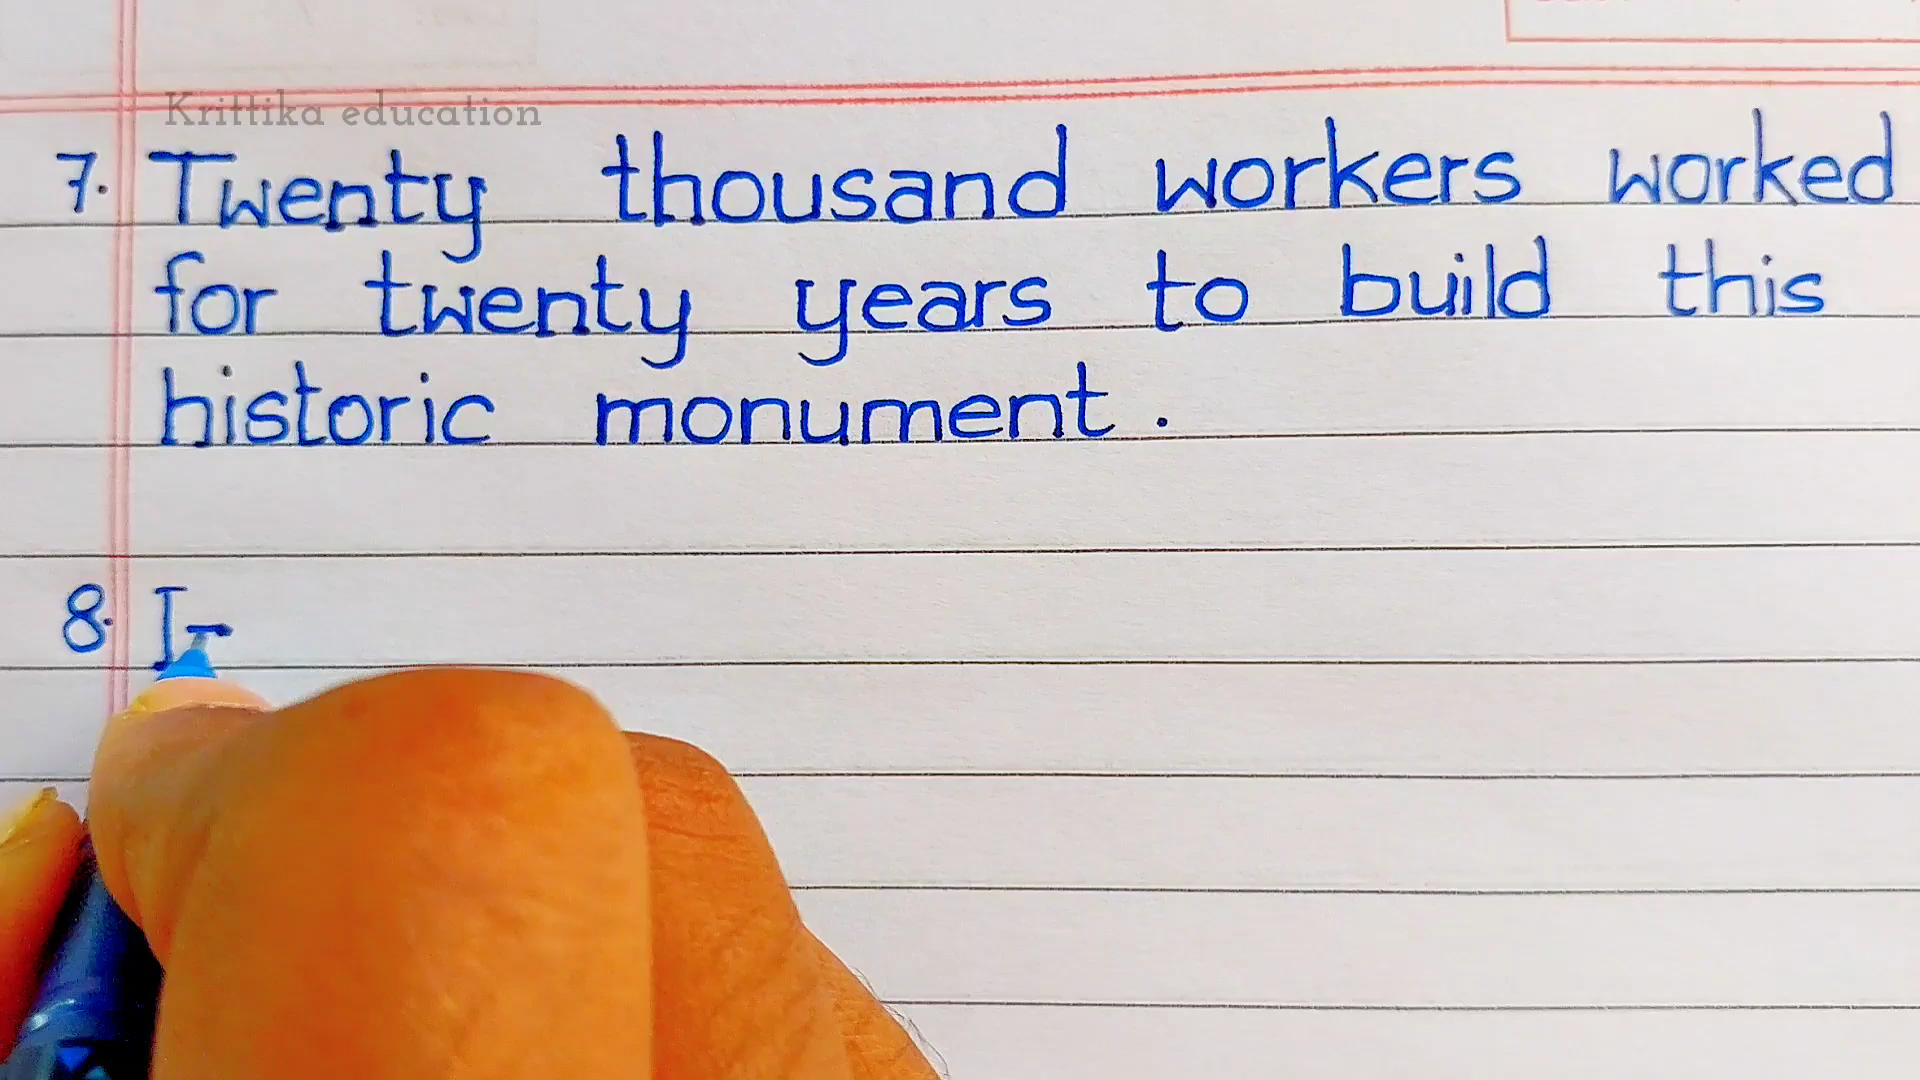 Krittika education
7. Twenty thousand workers worked
for twenty years to build this
historic monument.
8. I